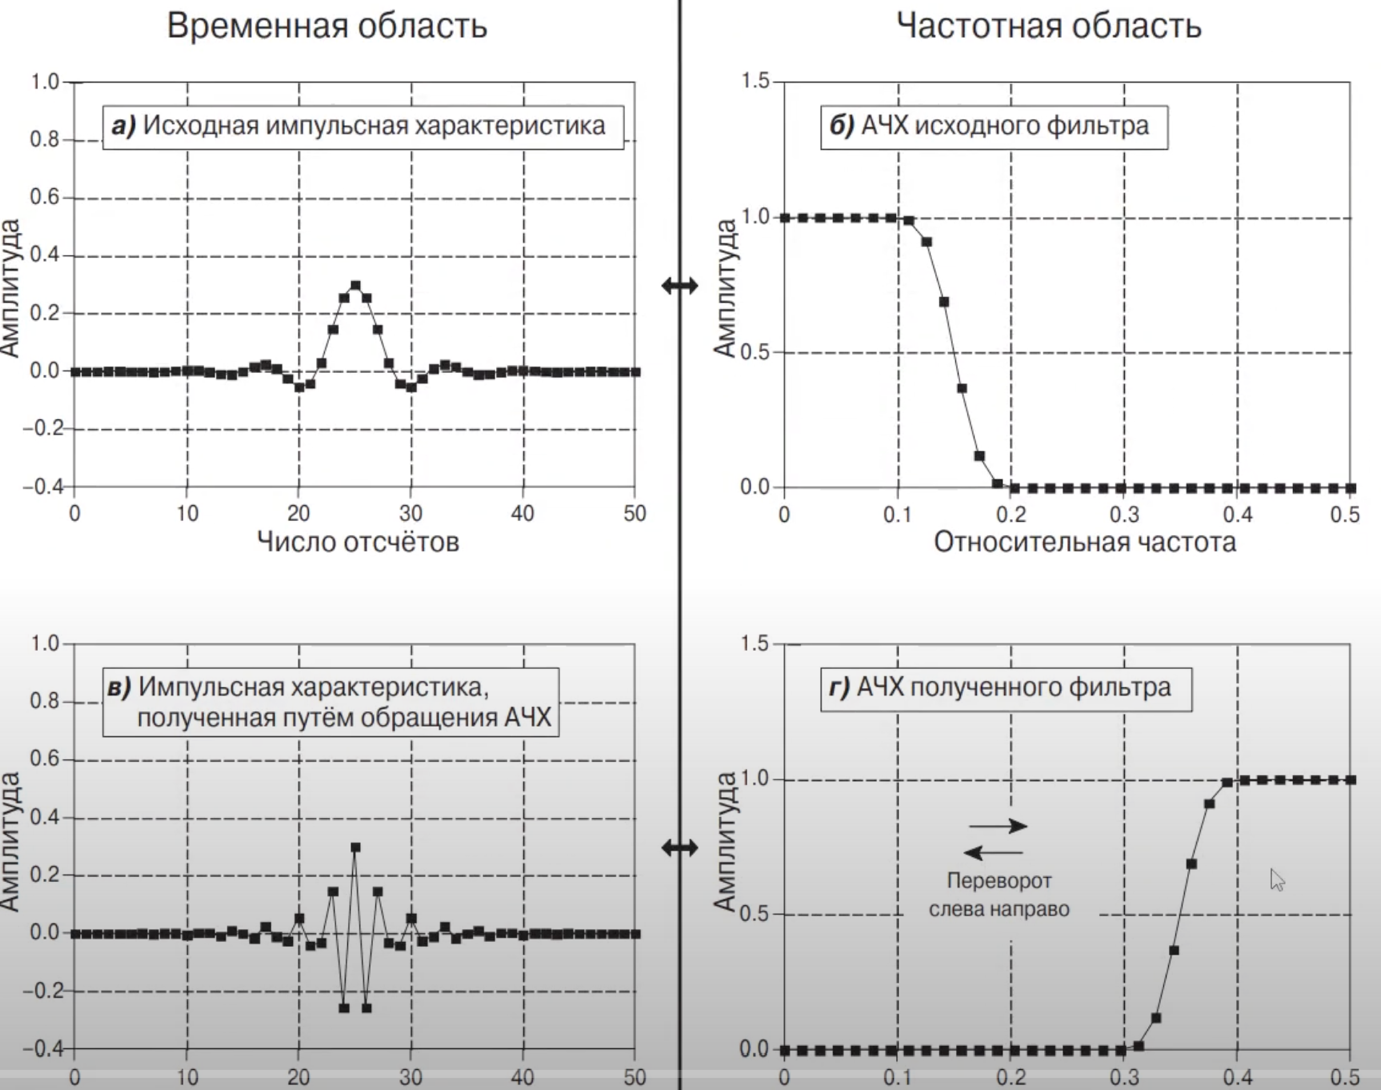 Временная область
Частотная область
1.0
0.8
0.6
0.4
0.2
0.0
−0.2
−0.4
Амплитуда
а) Исходная импульсная характеристика
0 10 20 30 40 50
Число отсчётов
1.5
1.0
0.5
0.0
Амплитуда
б) АЧХ исходного фильтра
0 0.1 0.2 0.3 0.4 0.5
Относительная частота
1.0
0.8
0.6
0.4
0.2
0.0
−0.2
−0.4
Амплитуда
в) Импульсная характеристика,
полученная путём обращения АЧХ
0 10 20 30 40 50
1.5
1.0
0.5
0.0
Амплитуда
г) АЧХ полученного фильтра
Переворот
слева направо
0 0.1 0.2 0.3 0.4 0.5